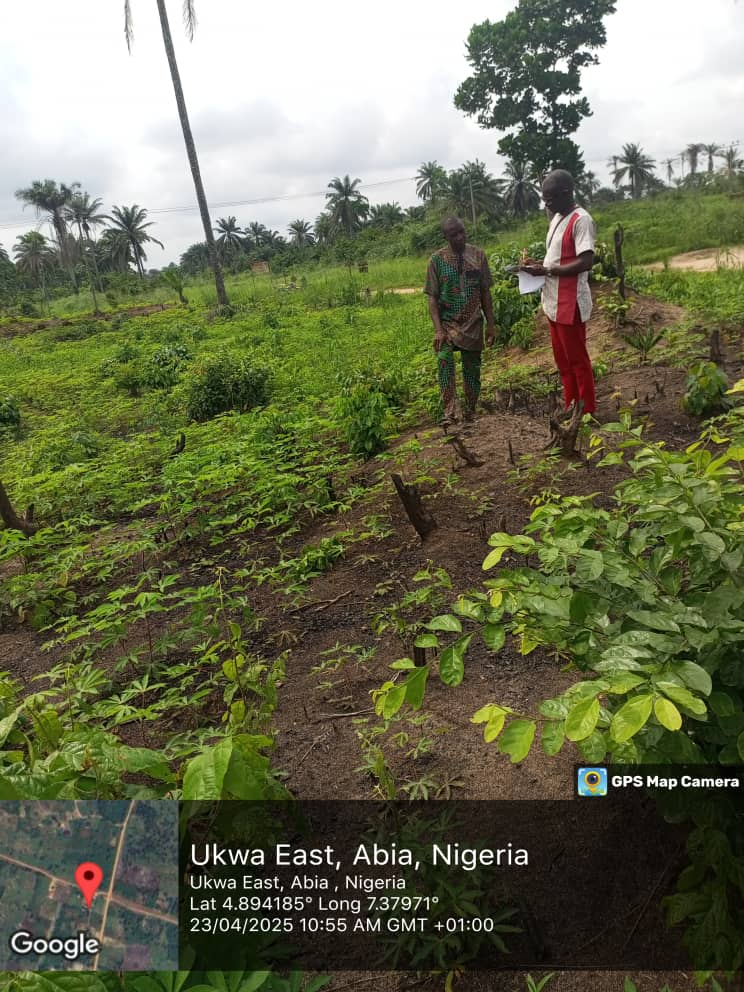 GPS Map Camera
Ukwa East, Abia, Nigeria
Ukwa East, Abia , Nigeria
Lat 4.894185° Long 7.37971°
23/04/2025 10:55 AM GMT +01:00
Google